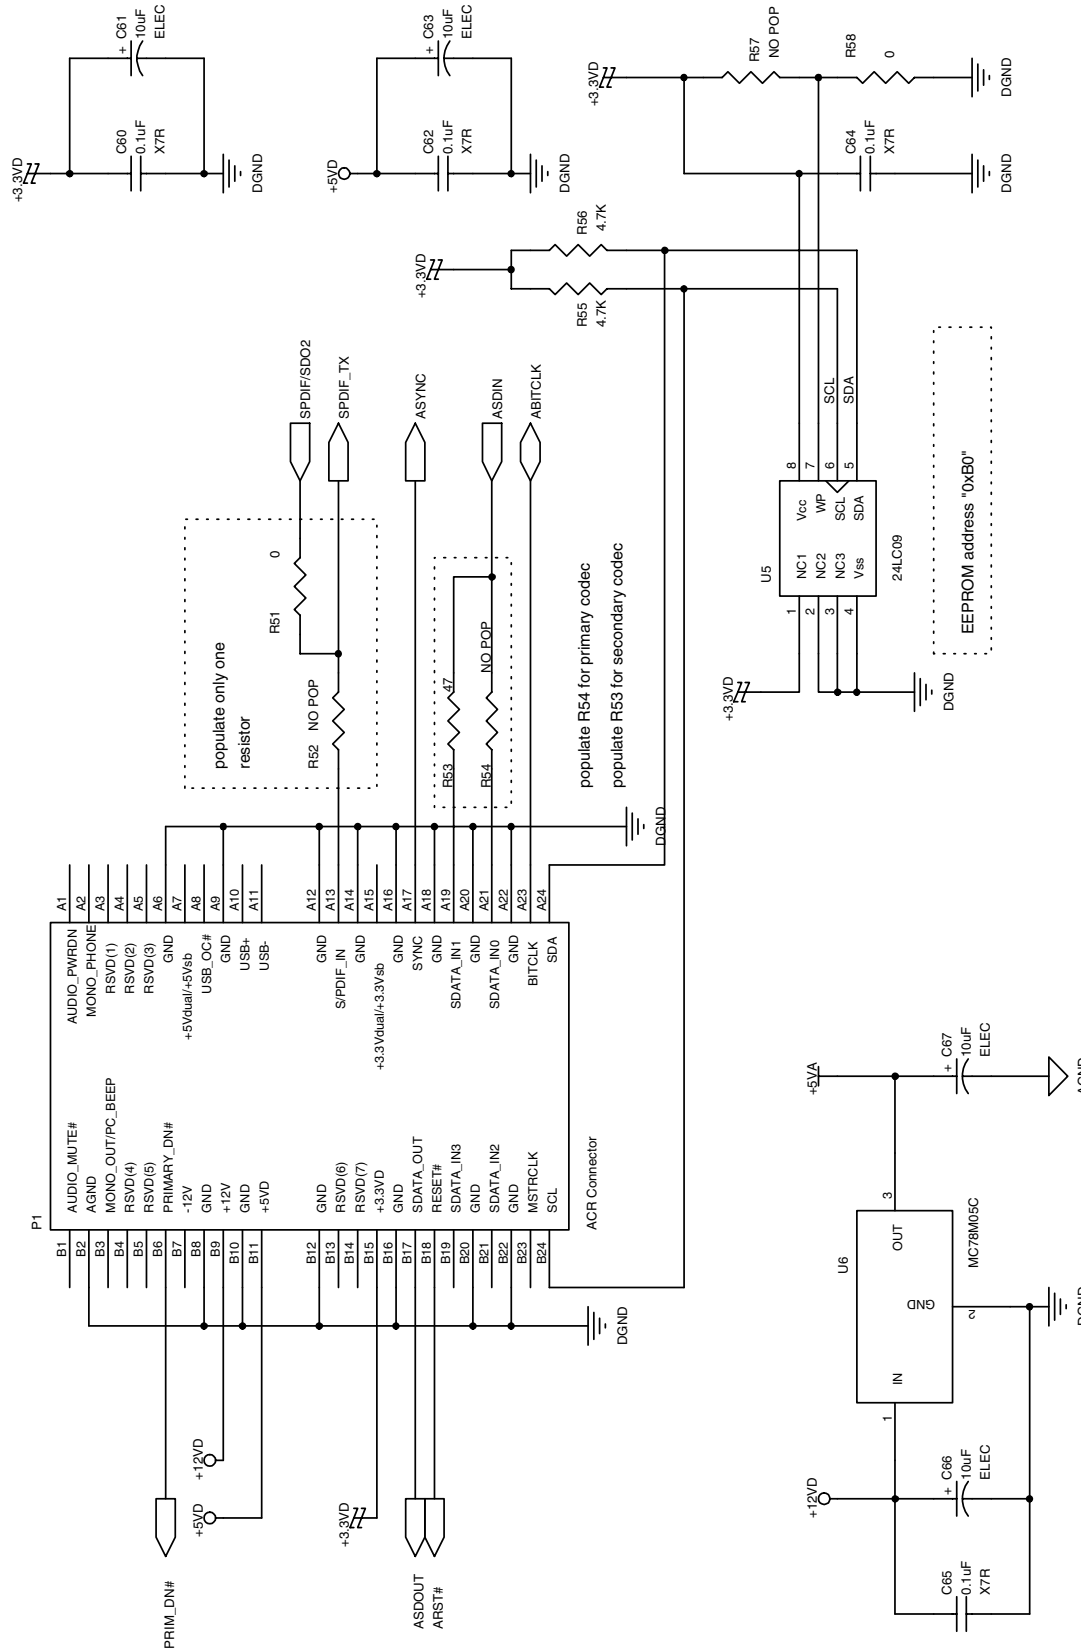 P1
ACR Connector
B1
B2
B3
B4
B5
B6
B7
B8
B9
B10
B11
B12
B13
B14
B15
B16
B17
B18
B19
B20
B21
B22
B23
B24
AUDIO_MUTE#
AGND
MONO_OUT/PC_BEEP
RSVD(4)
RSVD(5)
PRIMARY_DN#
-12V
GND
+12V
GND
+5VD
GND
RSVD(6)
RSVD(7)
+3.3VD
GND
SDATA_OUT
RESET#
SDATA_IN3
GND
SDATA_IN2
GND
MSTRCLK
SCL
AUDIO_PWRDN
MONO_PHONE
RSVD(1)
RSVD(2)
RSVD(3)
GND
+5Vdual/+5Vsb
USB_OC#
GND
USB+
USB-
GND
S/PDIF_IN
GND
+3.3Vdual/+3.3Vsb
GND
SYNC
GND
SDATA_IN1
GND
SDATA_IN0
GND
BITCLK
SDA
A1
A2
A3
A4
A5
A6
A7
A8
A9
A10
A11
A12
A13
A14
A15
A16
A17
A18
A19
A20
A21
A22
A23
A24
PRIM_DN#
+5VD
+12VD
+3.3VD
ASDOUT
ARST#
DGND
DGND
populate only one
resistor
R51
0
R52
NO POP
SPDIF/SDO2
SPDIF_TX
ASYNC
R53
47
R54
NO POP
ASDIN
ABITCLK
populate R54 for primary codec
populate R53 for secondary codec
+3.3VD
C60
0.1uF
X7R
+
C61
10uF
ELEC
DGND
+5VD
C62
0.1uF
X7R
+
C63
10uF
ELEC
DGND
+3.3VD
R55
4.7K
R56
4.7K
+3.3VD
R57
NO POP
R58
0
DGND
C64
0.1uF
X7R
DGND
U5
24LC09
NC1
NC2
NC3
Vss
Vcc
WP
SCL
SDA
1
2
3
4
8
7
6
5
SCL
SDA
+3.3VD
DGND
EEPROM address "0xB0"
+12VD
C65
0.1uF
X7R
+
C66
10uF
ELEC
U6
MC78M05C
IN
OUT
GND
1
2
3
DGND
+5VA
+
C67
10uF
ELEC
AGND